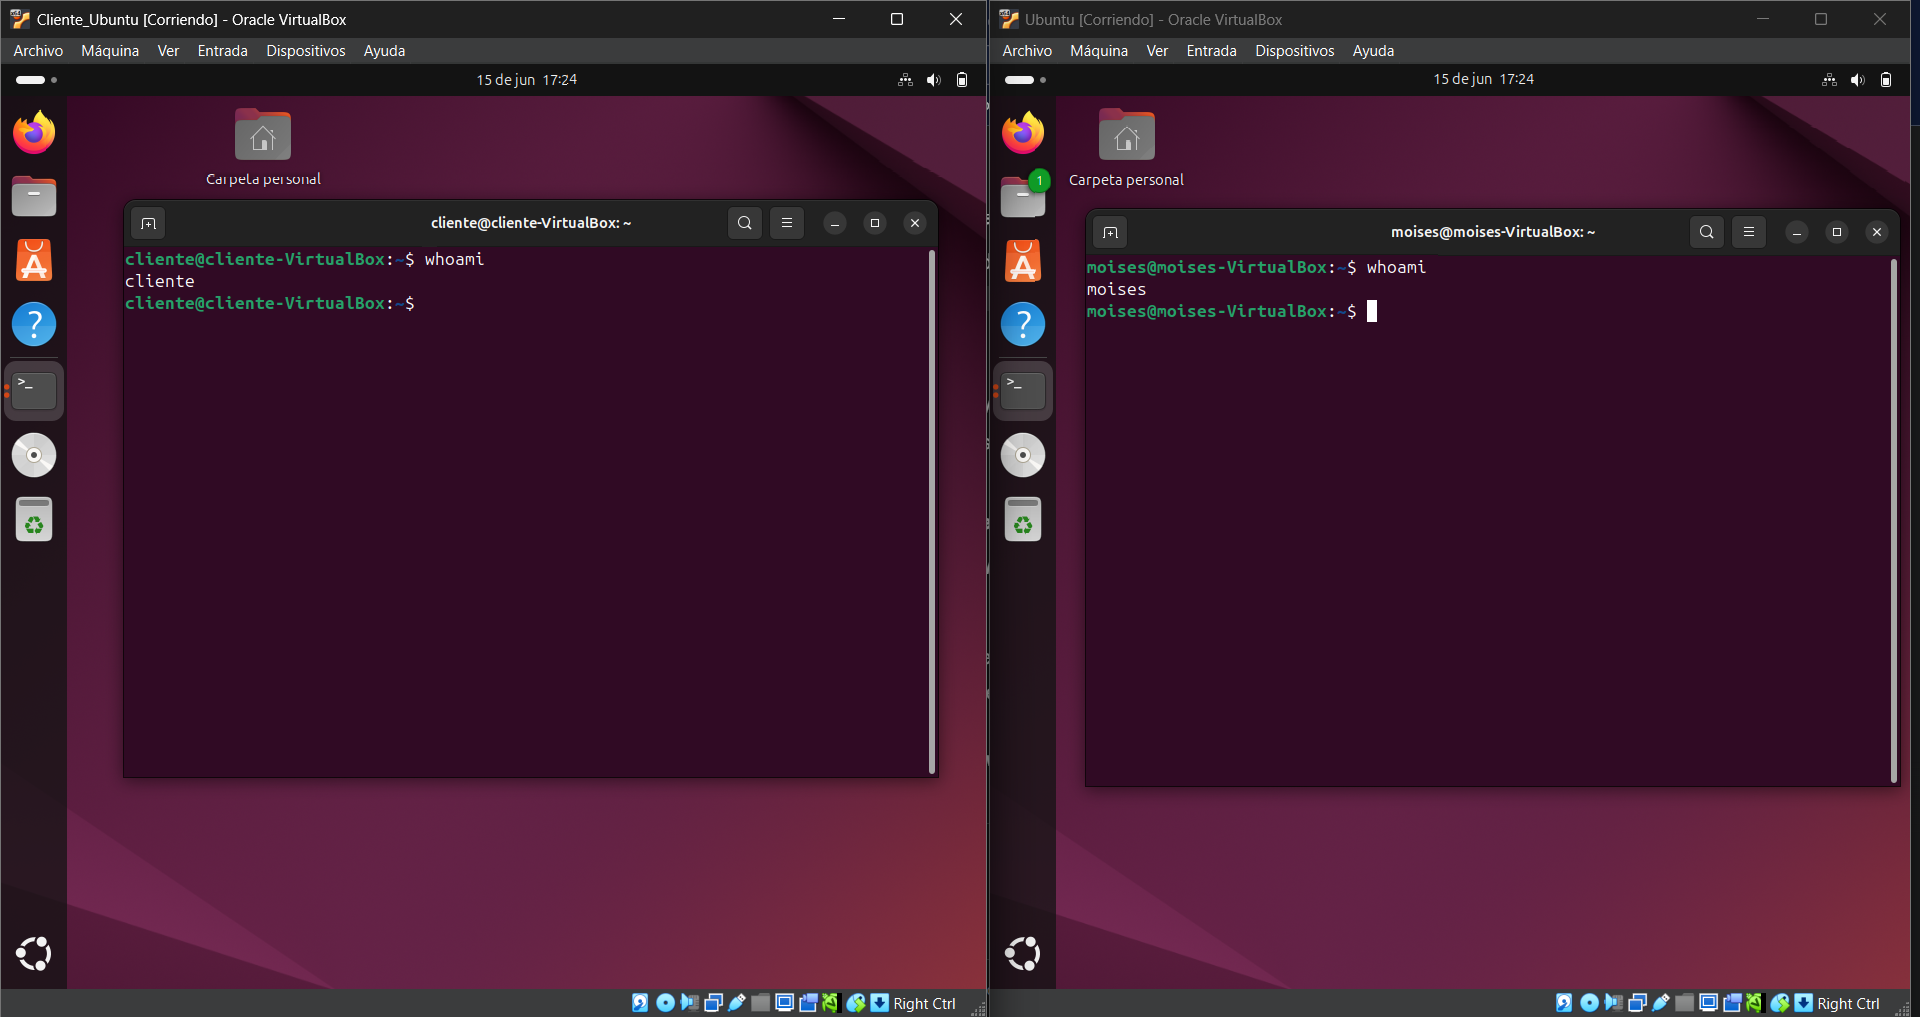 Cliente_Ubuntu [Corriendo] - Oracle VirtualBox
Archivo Máquina Ver Entrada Dispositivos Ayuda
15 de jun 17:24
Carpeta personal
cliente@cliente-VirtualBox: ~
cliente@cliente-VirtualBox:~$ whoami
cliente
cliente@cliente-VirtualBox:~$
Right Ctrl
Ubuntu [Corriendo] - Oracle VirtualBox
Archivo Máquina Ver Entrada Dispositivos Ayuda
15 de jun 17:24
1
Carpeta personal
moises@moises-VirtualBox: ~
moises@moises-VirtualBox:~$ whoami
moises
moises@moises-VirtualBox:~$
Right Ctrl